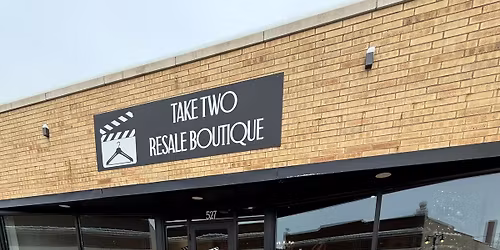 TAKE TWO
RESALE BOUTIQUE
527